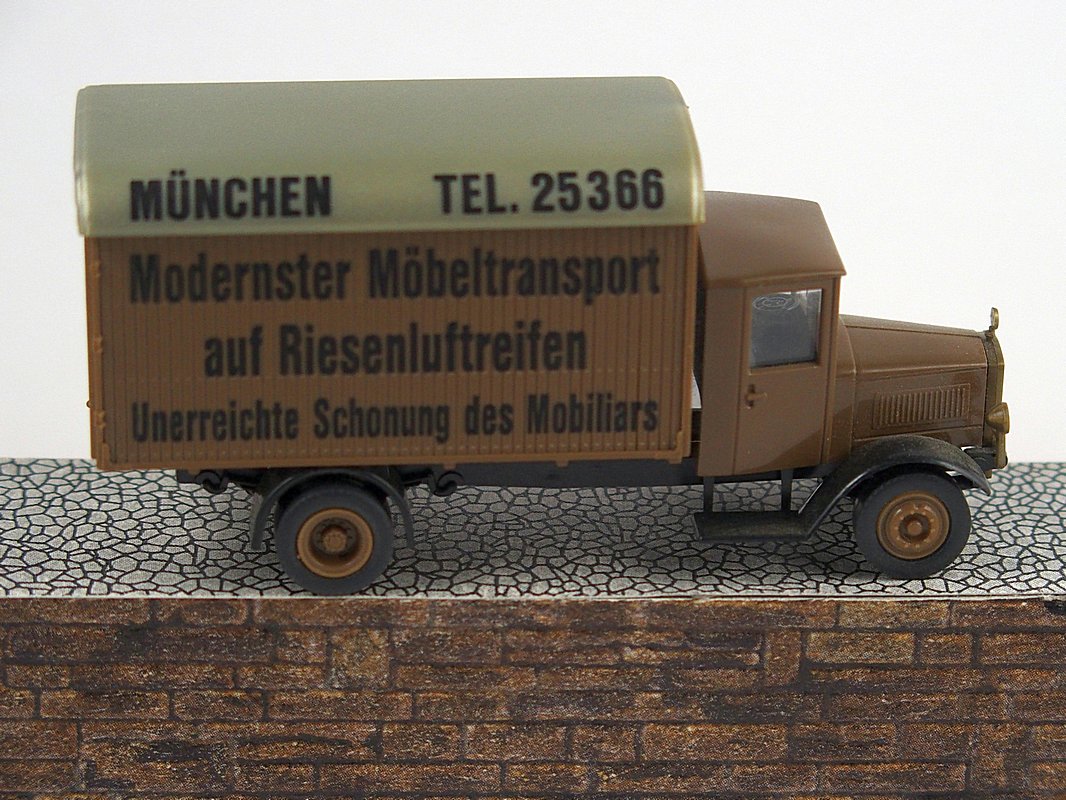 MÜNCHEN TEL. 25366
Modernster Möbeltransport
auf Riesenluftreifen
Unerreichte Schonung des Mobiliars